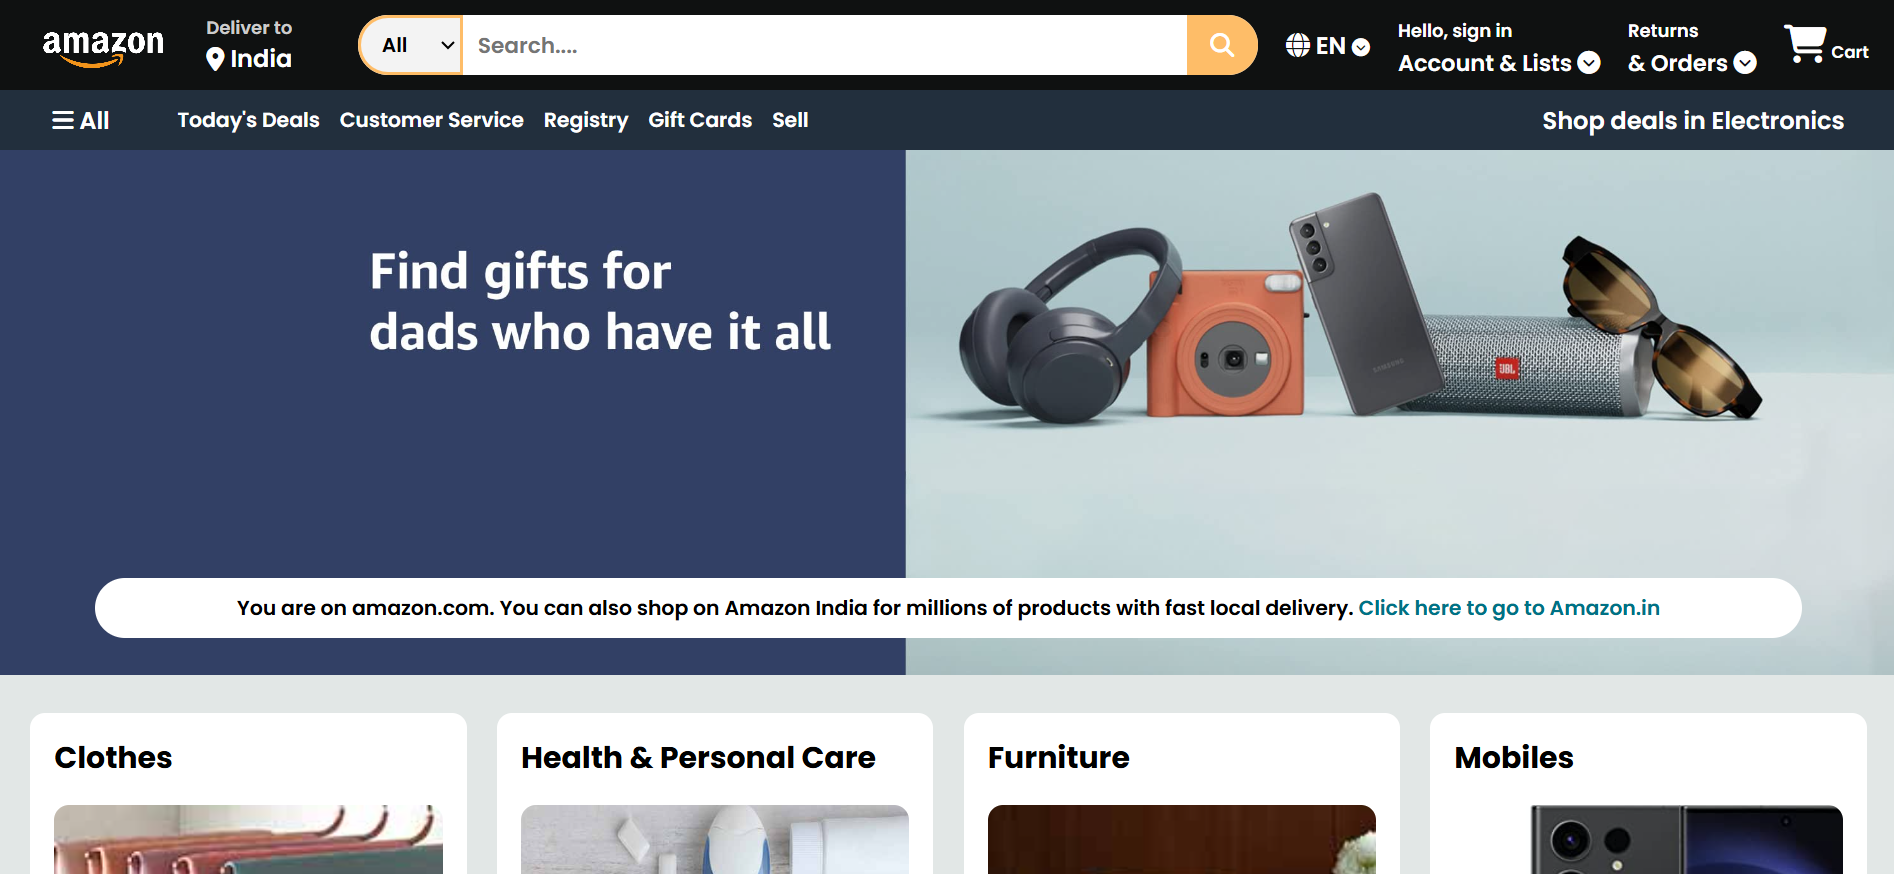 amazon
Deliver to
India
All
Search....
EN
Hello, sign in
Account & Lists
Returns
& Orders
Cart
All
Today's Deals
Customer Service
Registry
Gift Cards
Sell
Shop deals in Electronics
Find gifts for
dads who have it all
SAMSUNG
JBL
You are on amazon.com. You can also shop on Amazon India for millions of products with fast local delivery. Click here to go to Amazon.in
Clothes
Health & Personal Care
Furniture
Mobiles